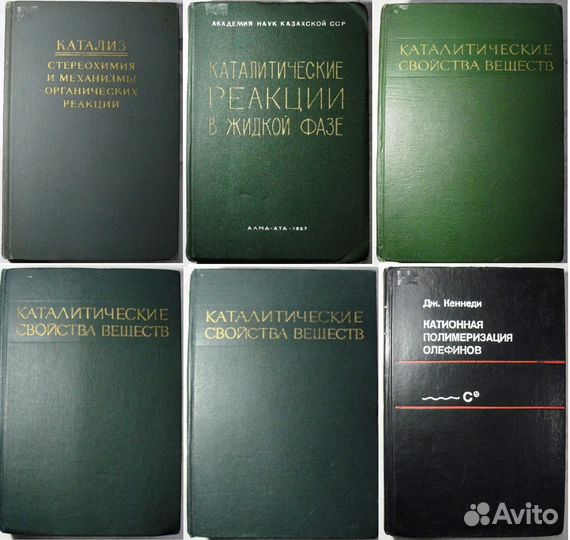 КАТАЛИЗ
СТЕРЕОХИМИЯ
И МЕХАНИЗМЫ
ОРГАНИЧЕСКИХ
РЕАКЦИЙ
АКАДЕМИЯ НАУК КАЗАХСКОЙ ССР
КАТАЛИТИЧЕСКИЕ
РЕАКЦИИ
В ЖИДКОЙ ФАЗЕ
АЛМА-АТА-1967
КАТАЛИТИЧЕСКИЕ
СВОЙСТВА ВЕЩЕСТВ
КАТАЛИТИЧЕСКИЕ
СВОЙСТВА ВЕЩЕСТВ
КАТАЛИТИЧЕСКИЕ
СВОЙСТВА ВЕЩЕСТВ
Дж. Кеннеди
КАТИОННАЯ
ПОЛИМЕРИЗАЦИЯ
ОЛЕФИНОВ
C⊕
Avito